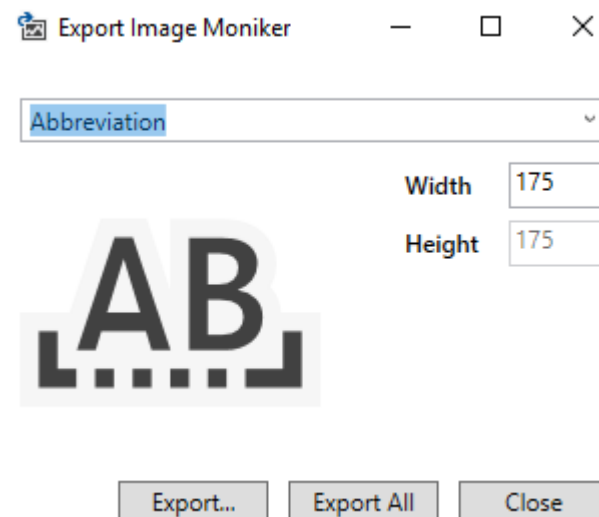 Export Image Moniker
Abbreviation
Width 175
Height 175
AB
Export... Export All Close